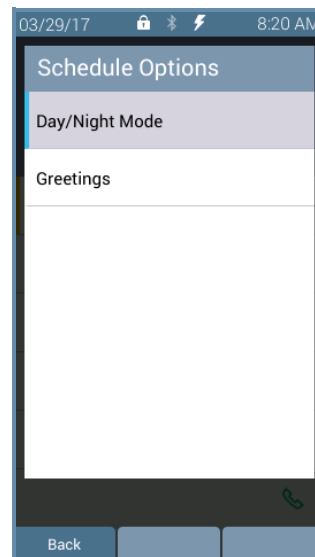 03/29/17 8:20 AM
Schedule Options
Day/Night Mode
Greetings
Back